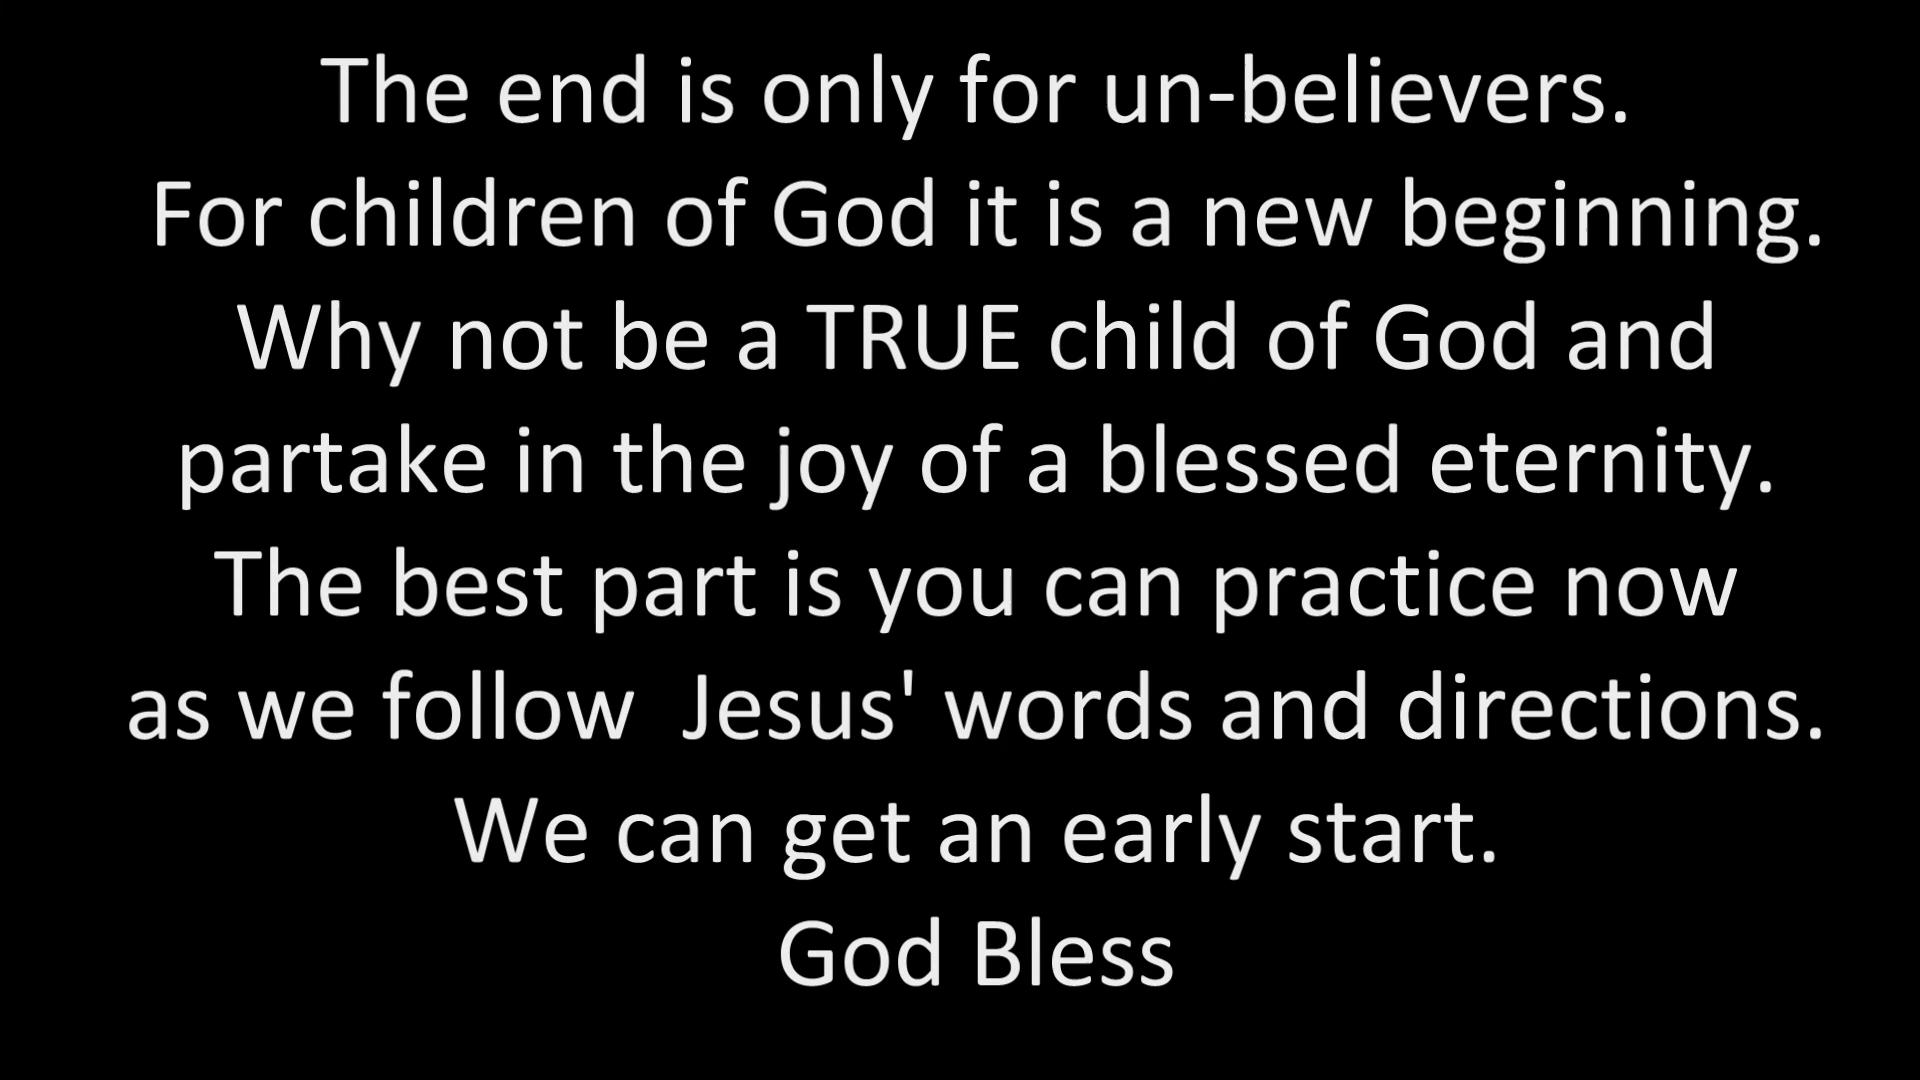 The end is only for un-believers.
For children of God it is a new beginning.
Why not be a TRUE child of God and
partake in the joy of a blessed eternity.
The best part is you can practice now
as we follow  Jesus' words and directions.
We can get an early start.
God Bless